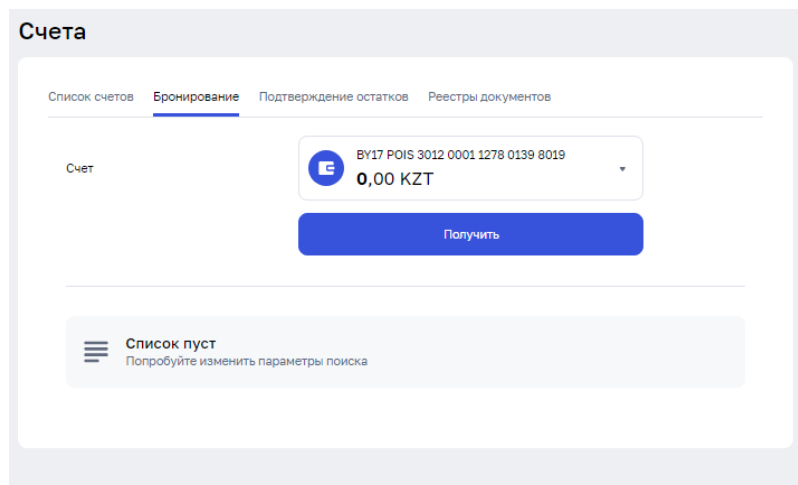 Счета
Список счетов Бронирование Подтверждение остатков Реестры документов
Счет
BY17 POIS 3012 0001 1278 0139 8019
0,00 KZT
Получить
Список пуст
Попробуйте изменить параметры поиска